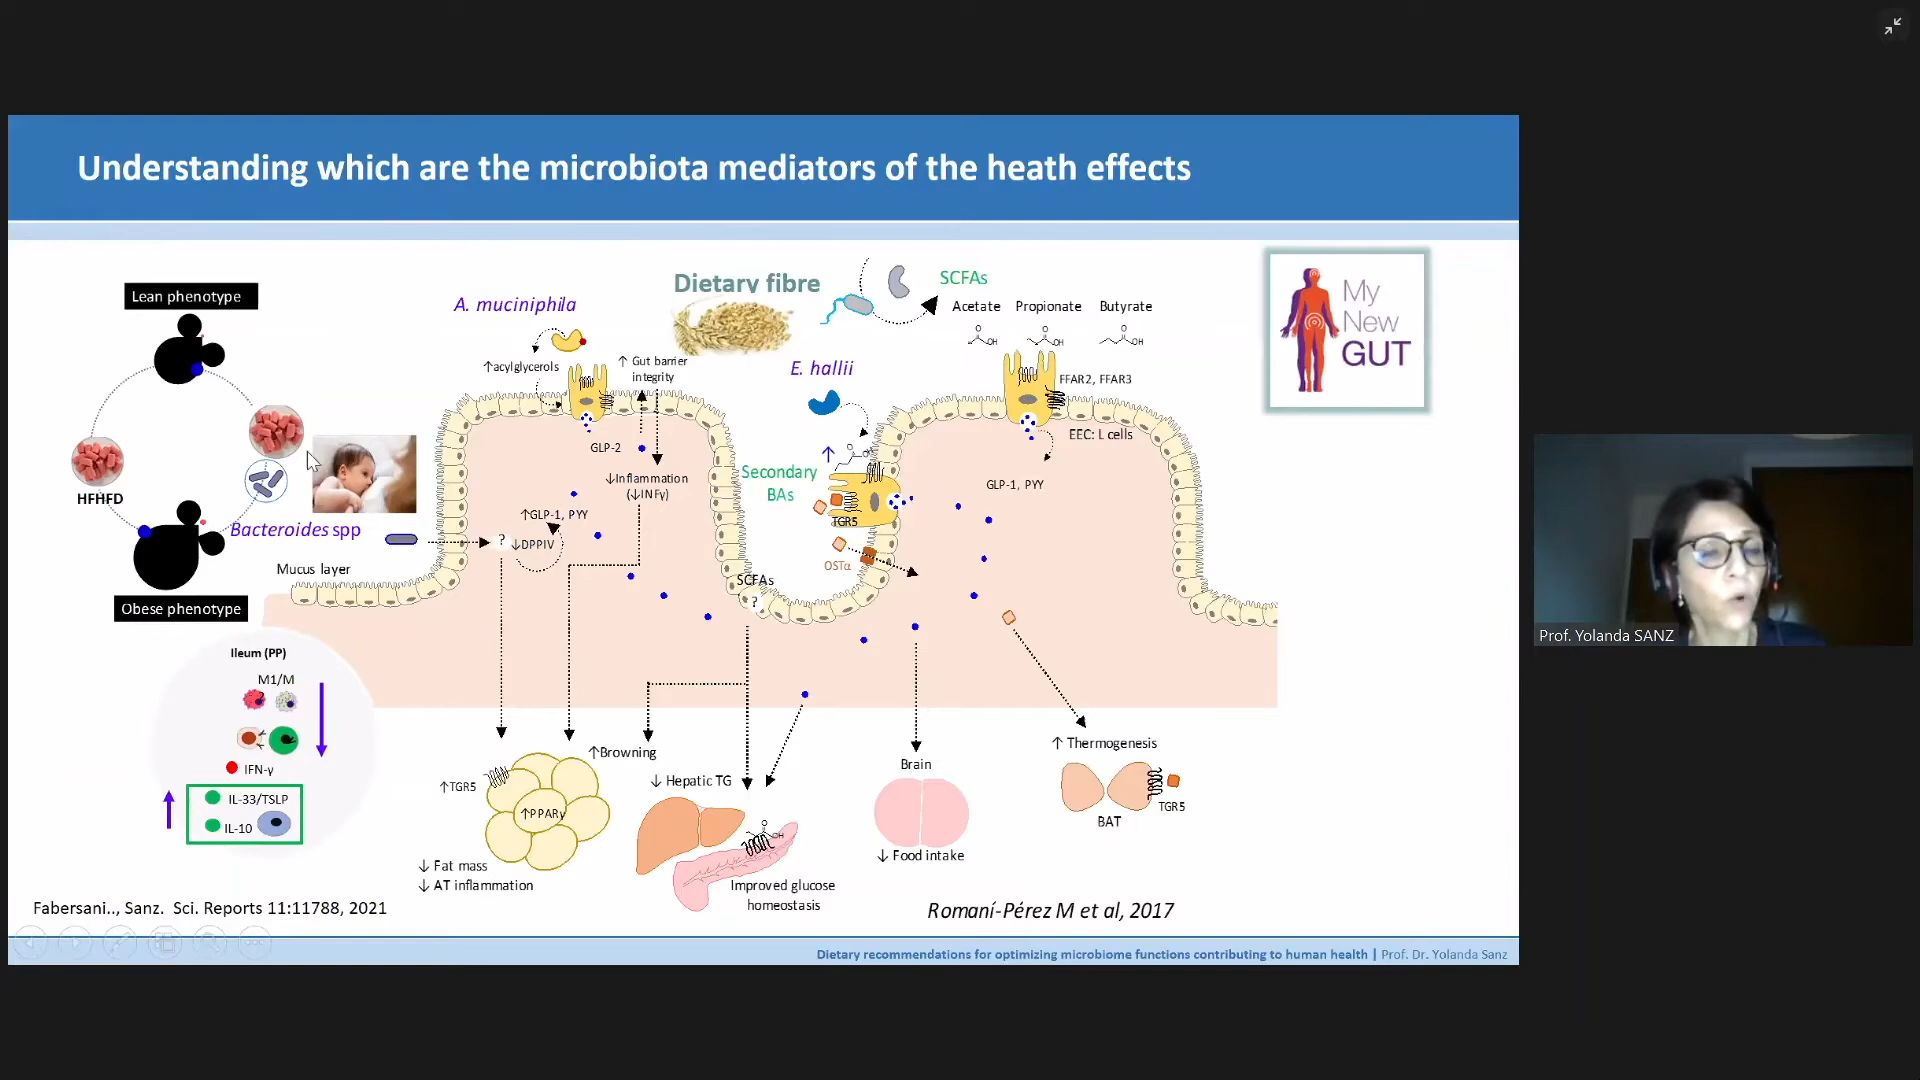 Understanding which are the microbiota mediators of the heath effects
Lean phenotype
HFHFD
Bacteroides spp
Obese phenotype
Mucus layer
Ileum (PP)
M1/M
IFN-γ
IL-33/TSLP
IL-10
A. muciniphila
↑acylglycerols
↑ Gut barrier
integrity
GLP-2
↓Inflammation
(↓INFγ)
↑GLP-1, PYY
?
↓DPPIV
Dietary fibre
E. hallii
↑
Secondary
BAs
TGR5
OSTα
SCFAs
?
SCFAs
Acetate Propionate Butyrate
OH
OH
OH
FFAR2, FFAR3
EEC: L cells
GLP-1, PYY
My
New
GUT
↑Browning
↑TGR5
↑PPARγ
↓ Fat mass
↓ AT inflammation
↓ Hepatic TG
OH
Improved glucose
homeostasis
Brain
↓ Food intake
↑ Thermogenesis
TGR5
BAT
Fabersani.., Sanz. Sci. Reports 11:11788, 2021
Romaní-Pérez M et al, 2017
Dietary recommendations for optimizing microbiome functions contributing to human health | Prof. Dr. Yolanda Sanz
Prof. Yolanda SANZ